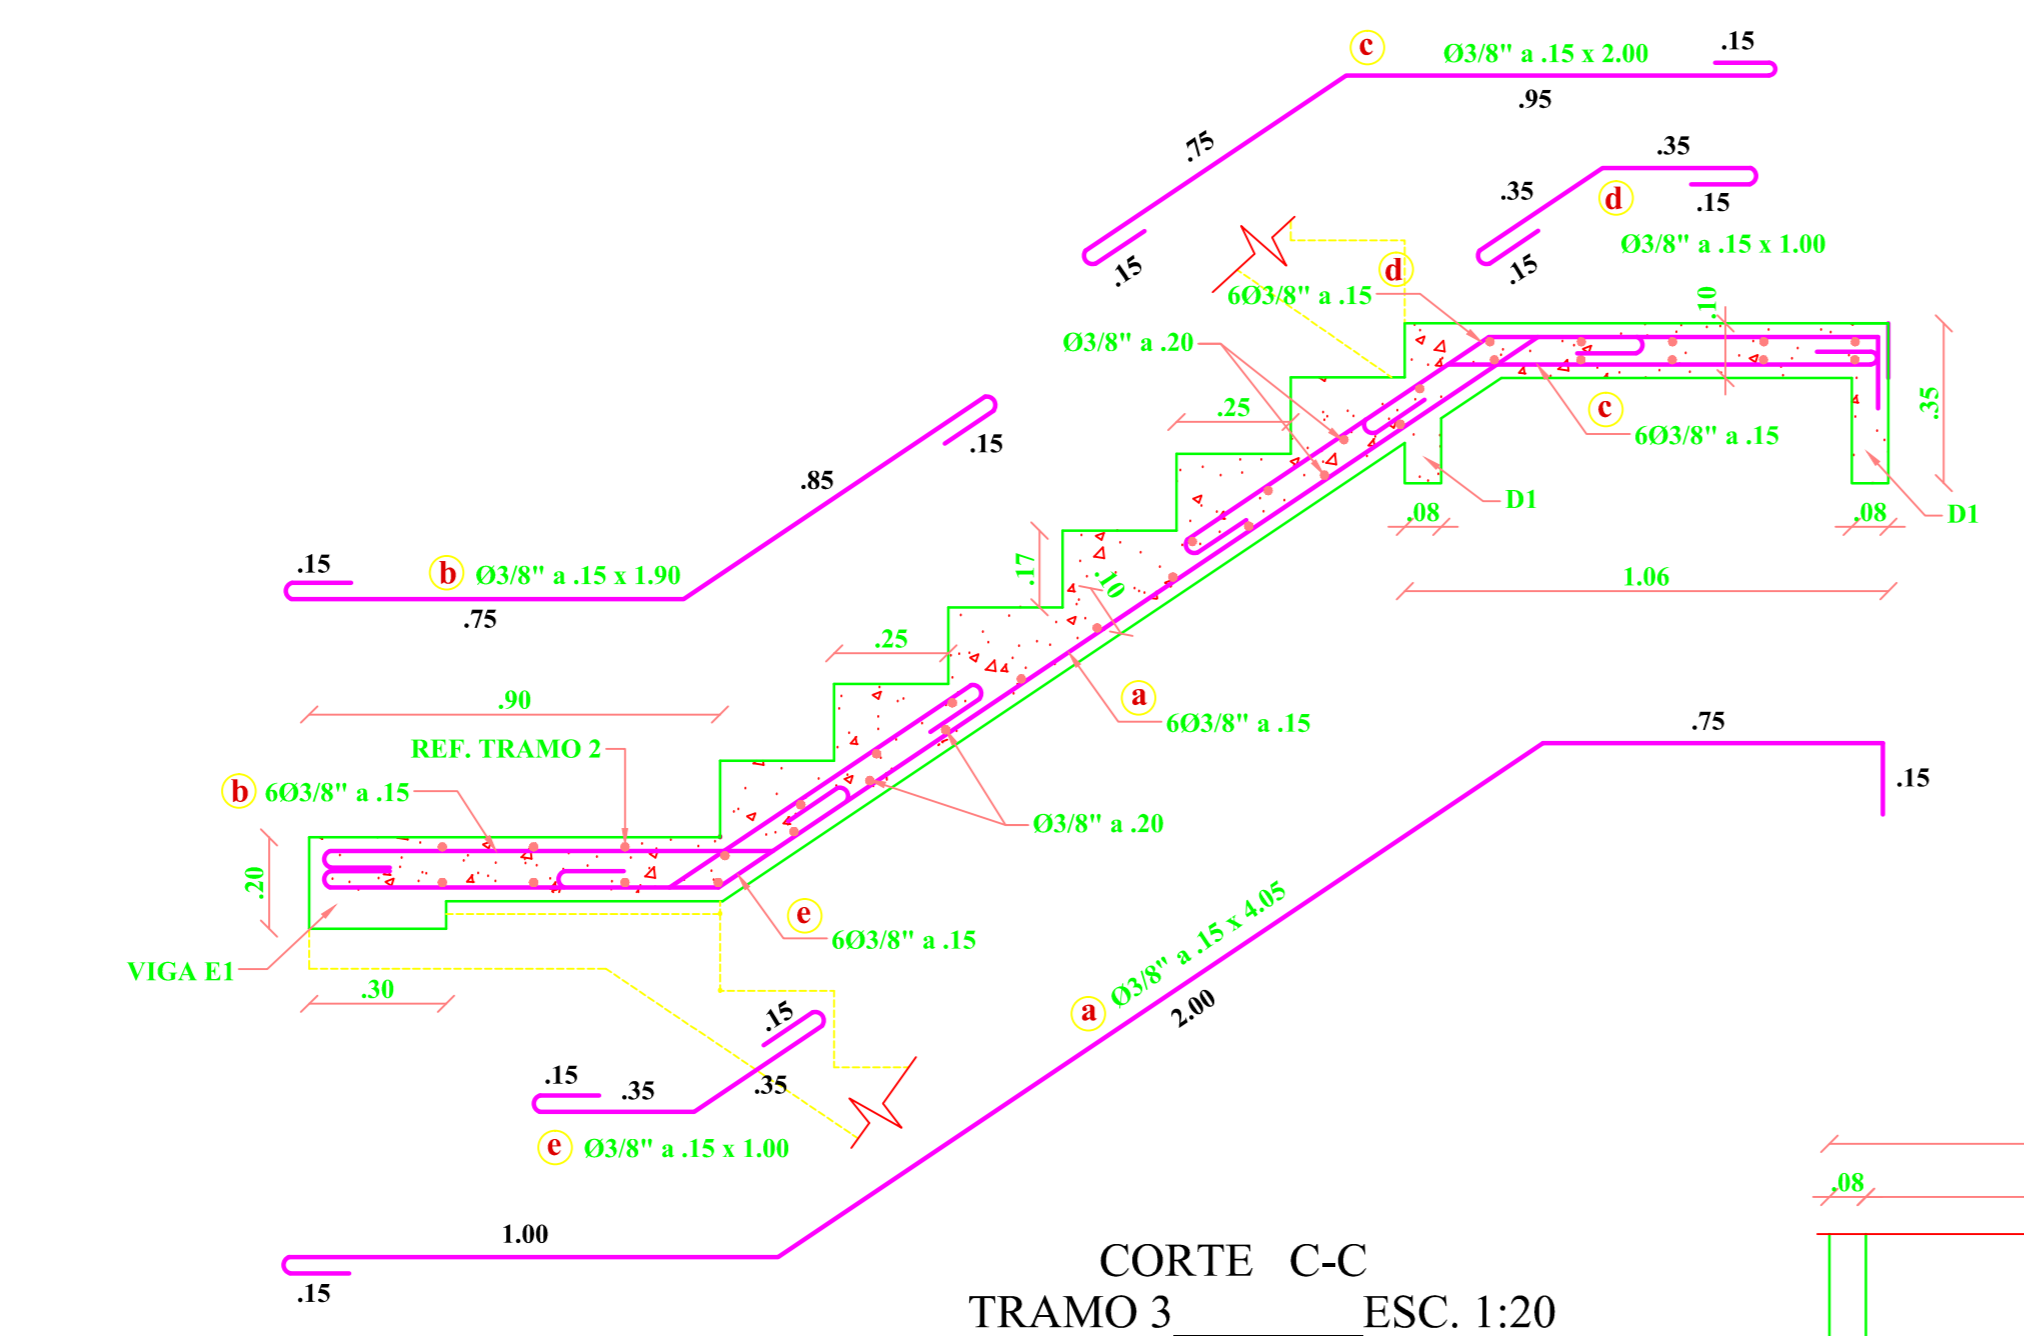 .15
c
Ø3/8" a .15 x 2.00
.95
.75
.15
.35
.35
d
.15
.15
Ø3/8" a .15 x 1.00
d
6Ø3/8" a .15
.10
Ø3/8" a .20
.25
.35
c
6Ø3/8" a .15
D1
.08
.08
D1
1.06
.15
.85
.15
b
Ø3/8" a .15 x 1.90
.75
.17
.10
.25
.90
REF. TRAMO 2
b
6Ø3/8" a .15
a
6Ø3/8" a .15
.75
.15
Ø3/8" a .20
.20
e
6Ø3/8" a .15
VIGA E1
.30
a
Ø3/8" a .15 x 4.05
2.00
.15
.15
.35
.35
e
Ø3/8" a .15 x 1.00
.08
1.00
.15
CORTE C-C
TRAMO 3________ESC. 1:20